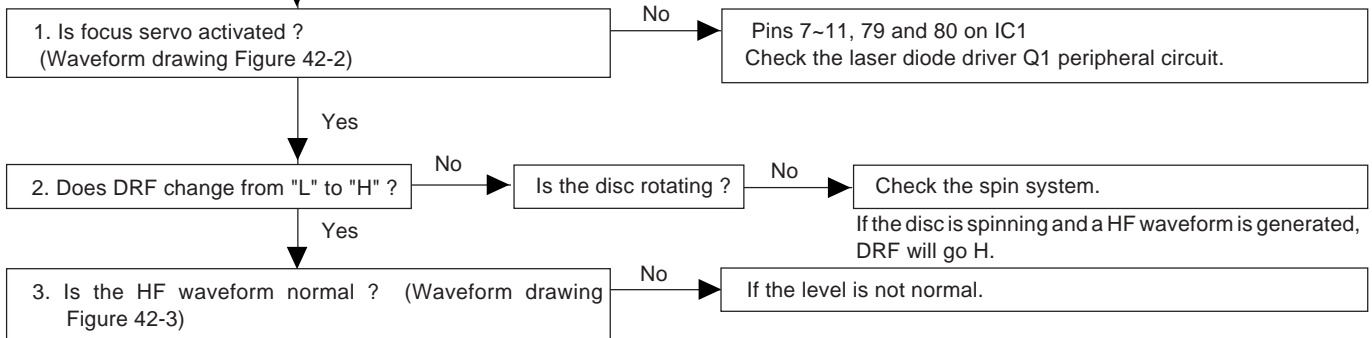 1. Is focus servo activated ?
(Waveform drawing Figure 42-2)
No
Pins 7~11, 79 and 80 on IC1
Check the laser diode driver Q1 peripheral circuit.
Yes
2. Does DRF change from "L" to "H" ?
No
Is the disc rotating ?
No
Check the spin system.
If the disc is spinning and a HF waveform is generated,
DRF will go H.
Yes
3. Is the HF waveform normal ? (Waveform drawing
Figure 42-3)
No
If the level is not normal.